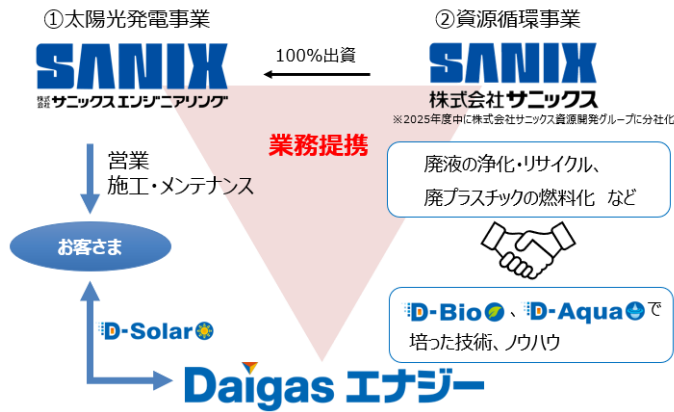 ①太陽光発電事業
②資源循環事業
SANIX
株式会社サニックスエンジニアリング
100%出資
SANIX
株式会社サニックス
※2025年度中に株式会社サニックス資源開発グループに分社化
業務提携
営業
施工・メンテナンス
廃液の浄化・リサイクル、
廃プラスチックの燃料化 など
お客さま
D-Solar
D-Bio、D-Aquaで
培った技術、ノウハウ
Daigasエナジー